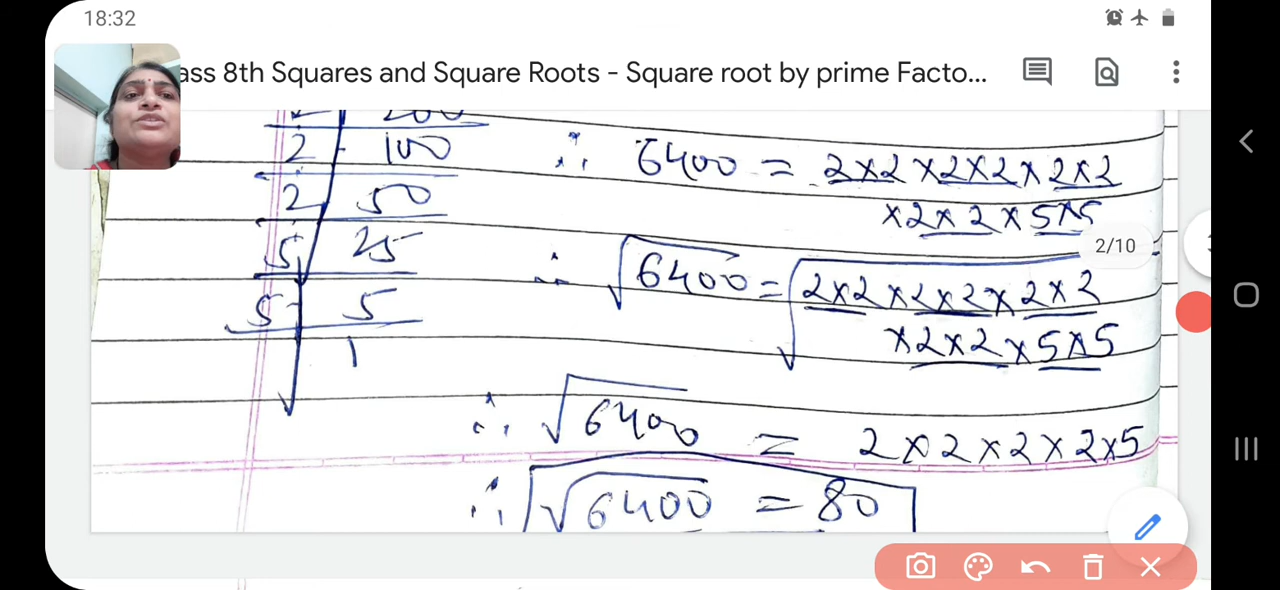 18:32
ass 8th Squares and Square Roots - Square root by prime Facto...
2 200
2 100
2 50
5 25
5 5
1
∴ 6400 = 2×2×2×2×2×2
×2×2×5×5
2/10
∴ √6400 = √2×2×2×2×2×2
×2×2×5×5
∴ √6400 = 2×2×2×2×5
∴ √6400 = 80